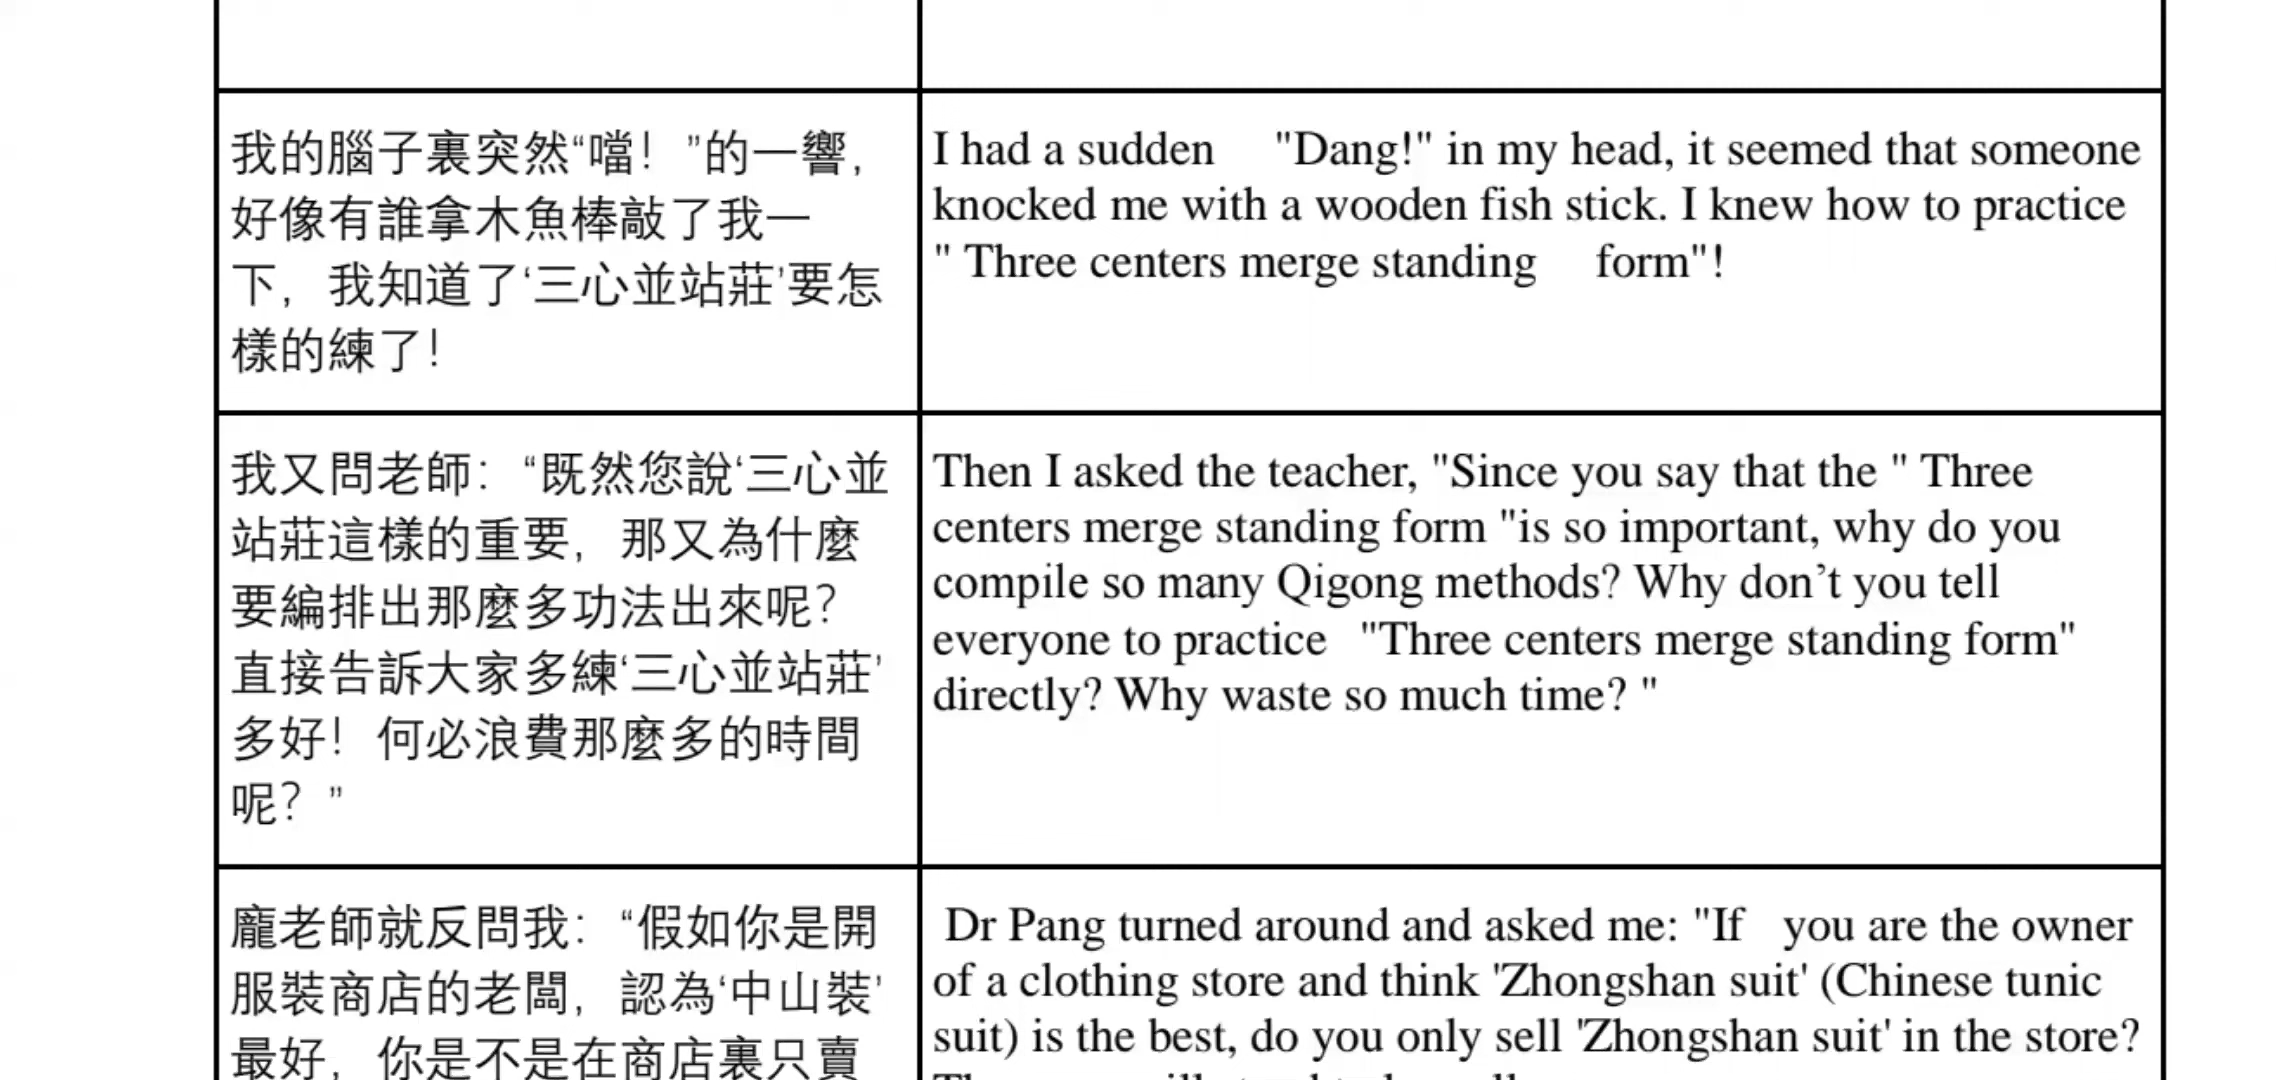 我的腦子裏突然“噹！”的一響，
好像有誰拿木魚棒敲了我一
下，我知道了‘三心並站莊’要怎
樣的練了！
I had a sudden "Dang!" in my head, it seemed that someone
knocked me with a wooden fish stick. I knew how to practice
" Three centers merge standing form"!
我又問老師：“既然您說‘三心並
站莊這樣的重要，那又為什麼
要編排出那麼多功法出來呢？
直接告訴大家多練‘三心並站莊’
多好！何必浪費那麼多的時間
呢？”
Then I asked the teacher, "Since you say that the " Three
centers merge standing form "is so important, why do you
compile so many Qigong methods? Why don’t you tell
everyone to practice "Three centers merge standing form"
directly? Why waste so much time? "
龐老師就反問我：“假如你是開
服裝商店的老闆，認為‘中山裝’
最好，你是不是在商店裏只賣
Dr Pang turned around and asked me: "If you are the owner
of a clothing store and think 'Zhongshan suit' (Chinese tunic
suit) is the best, do you only sell 'Zhongshan suit' in the store?